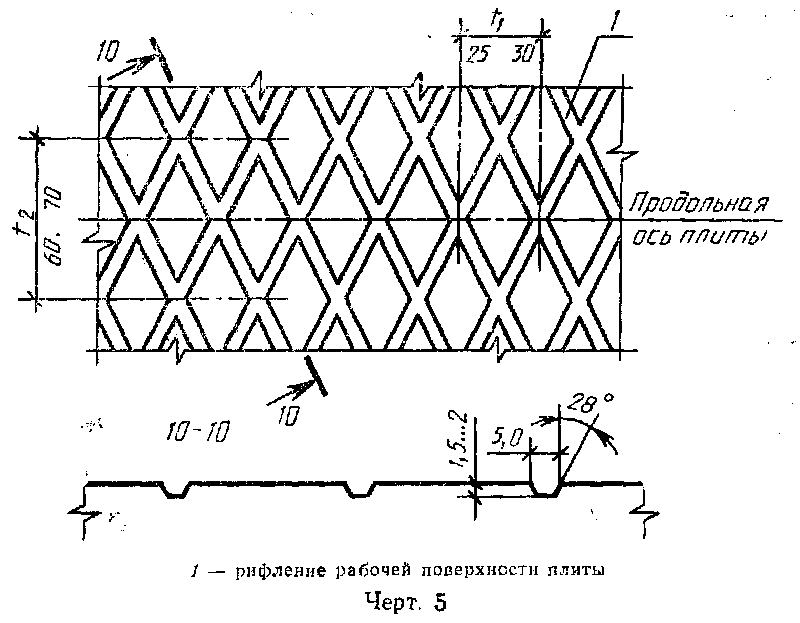 10
t₁
1
25 30
t₂
60. 70
Продольная
ось плиты
10
10-10
1,5...2
5,0
28°
1 — рифление рабочей поверхности плиты
Черт. 5